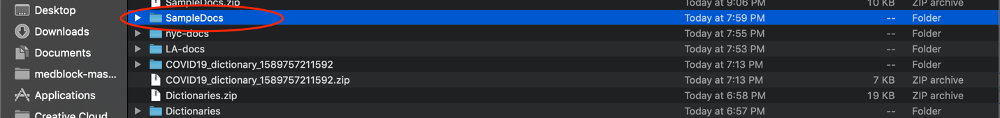 SampleDocs.zip Today at 9:06 PM 10 KB ZIP archive
Desktop
SampleDocs Today at 7:59 PM -- Folder
Downloads
nyc-docs Today at 7:55 PM -- Folder
LA-docs Today at 7:53 PM -- Folder
Documents
COVID19_dictionary_1589757211592 Today at 7:13 PM -- Folder
medblock-mas...
COVID19_dictionary_1589757211592.zip Today at 7:13 PM 7 KB ZIP archive
Applications
Dictionaries.zip Today at 6:58 PM 19 KB ZIP archive
Dictionaries Today at 6:57 PM -- Folder
Creative Cloud